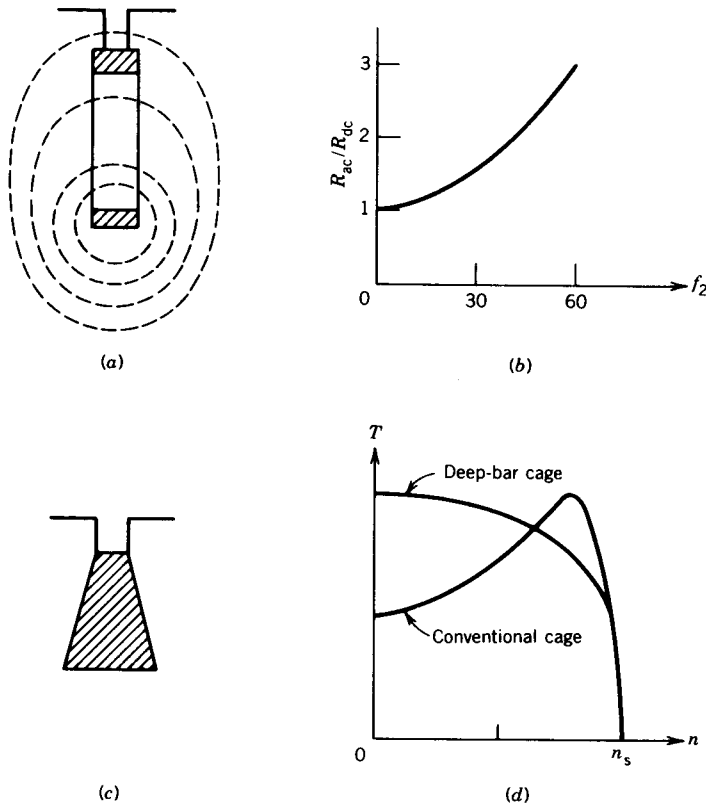 (a)
3
2
1
0
30
60
R_ac/R_dc
f_2
(b)
(c)
T
Deep-bar cage
Conventional cage
0
n_s
n
(d)